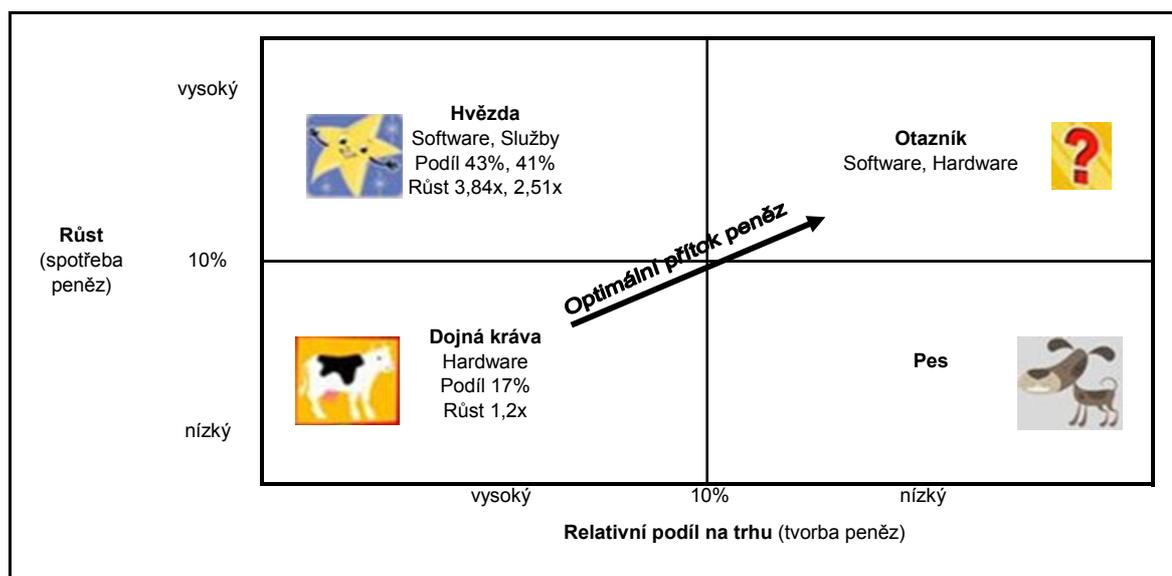 vysoký
Hvězda
Software, Služby
Podíl 43%, 41%
Růst 3,84x, 2,51x
Otazník
Software, Hardware
?
Růst
(spotřeba
peněz)
10%
Optimální přítok peněz
Dojná kráva
Hardware
Podíl 17%
Růst 1,2x
Pes
nízký
vysoký
10%
nízký
Relativní podíl na trhu (tvorba peněz)